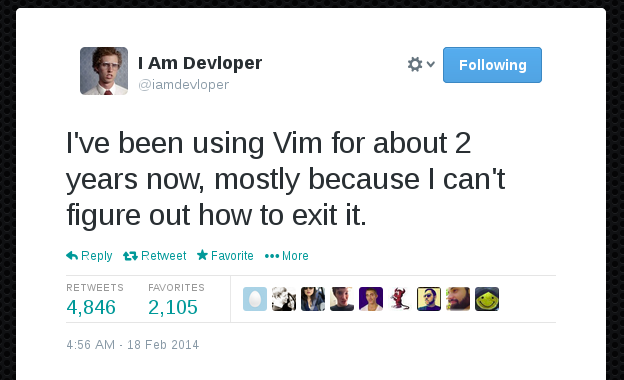 I Am Devloper
@iamdevloper
Following
I've been using Vim for about 2
years now, mostly because I can't
figure out how to exit it.
Reply Retweet Favorite More
RETWEETS FAVORITES
4,846 2,105
4:56 AM - 18 Feb 2014